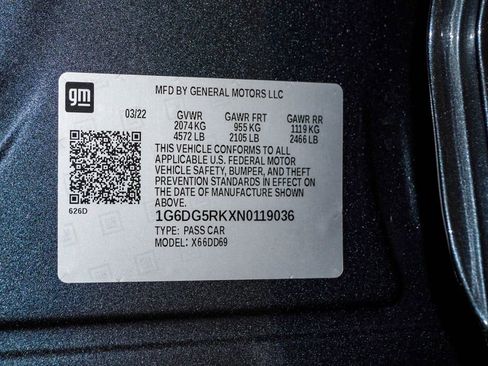 gm
MFD BY GENERAL MOTORS LLC
03/22 GVWR GAWR FRT GAWR RR
2074 KG 955 KG 1119 KG
4572 LB 2105 LB 2466 LB
THIS VEHICLE CONFORMS TO ALL
APPLICABLE U.S. FEDERAL MOTOR
VEHICLE SAFETY, BUMPER, AND THEFT
PREVENTION STANDARDS IN EFFECT ON
THE DATE OF MANUFACTURE SHOWN
ABOVE.
626D
1G6DG5RKXN0119036
TYPE: PASS CAR
MODEL: X66DD69